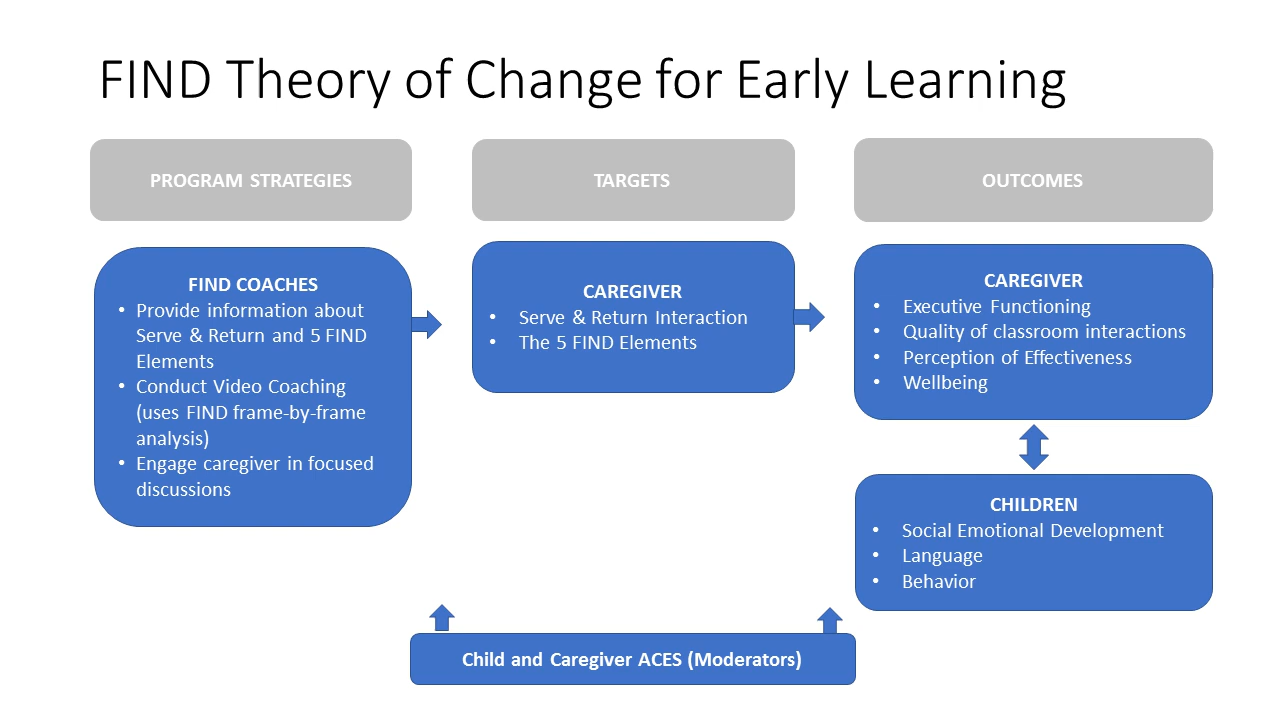 FIND Theory of Change for Early Learning
PROGRAM STRATEGIES
TARGETS
OUTCOMES
FIND COACHES
• Provide information about
Serve & Return and 5 FIND
Elements
• Conduct Video Coaching
(uses FIND frame-by-frame
analysis)
• Engage caregiver in focused
discussions
CAREGIVER
• Serve & Return Interaction
• The 5 FIND Elements
CAREGIVER
• Executive Functioning
• Quality of classroom interactions
• Perception of Effectiveness
• Wellbeing
CHILDREN
• Social Emotional Development
• Language
• Behavior
Child and Caregiver ACES (Moderators)